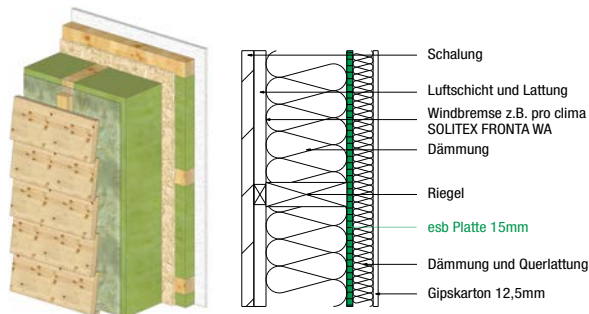 Schalung
Luftschicht und Lattung
Windbremse z.B. pro clima
SOLITEX FRONTA WA
Dämmung
Riegel
esb Platte 15mm
Dämmung und Querlattung
Gipskarton 12,5mm